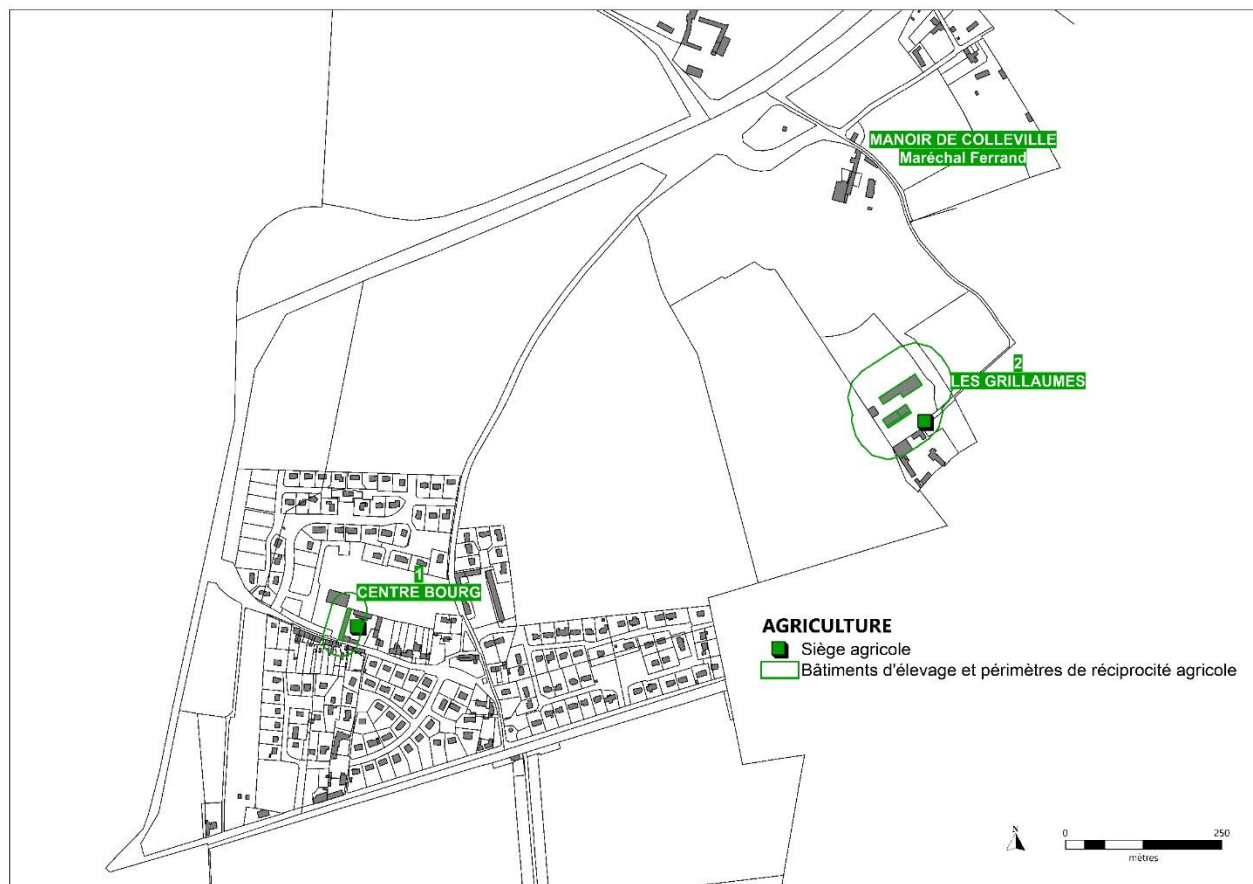 MANOIR DE COLLEVILLE
Maréchal Ferrand
2
LES GRILLAUMES
1
CENTRE BOURG
AGRICULTURE
Siège agricole
Bâtiments d'élevage et périmètres de réciprocité agricole
N
0 250
mètres